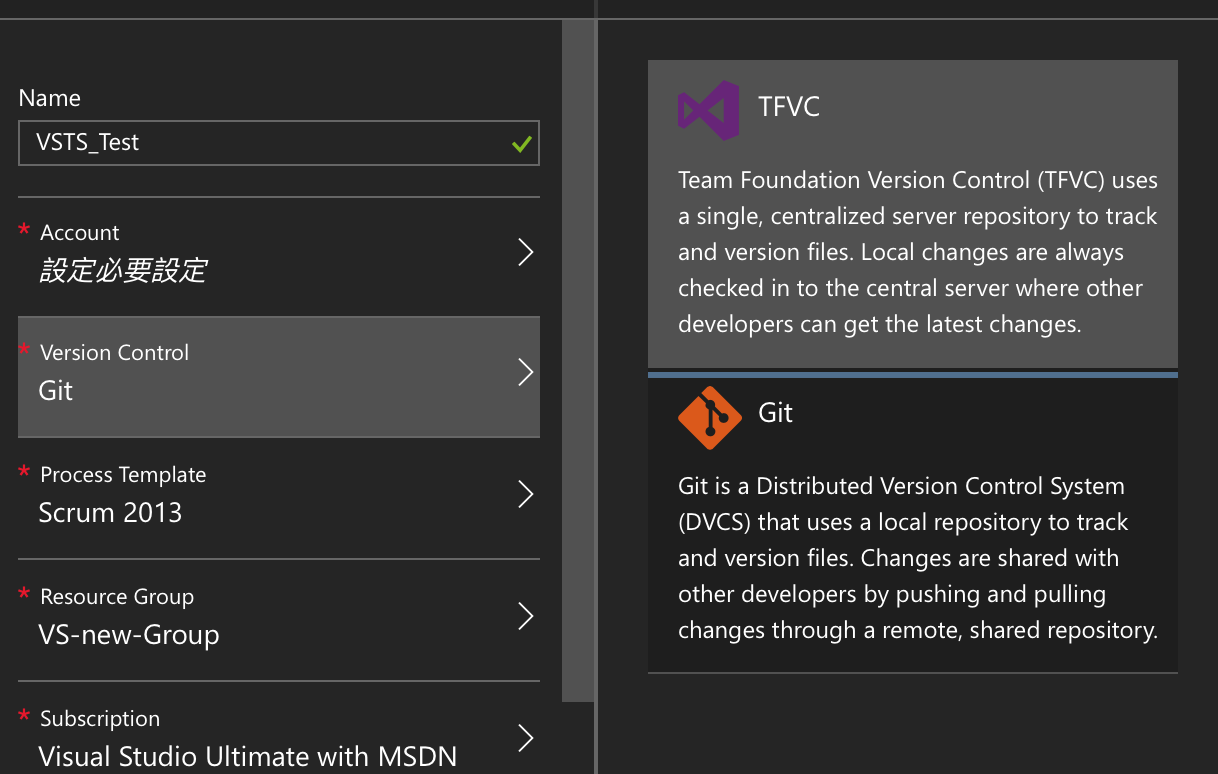 Name
VSTS_Test
* Account
設定必要設定
* Version Control
Git
* Process Template
Scrum 2013
* Resource Group
VS-new-Group
* Subscription
Visual Studio Ultimate with MSDN
TFVC
Team Foundation Version Control (TFVC) uses
a single, centralized server repository to track
and version files. Local changes are always
checked in to the central server where other
developers can get the latest changes.
Git
Git is a Distributed Version Control System
(DVCS) that uses a local repository to track
and version files. Changes are shared with
other developers by pushing and pulling
changes through a remote, shared repository.